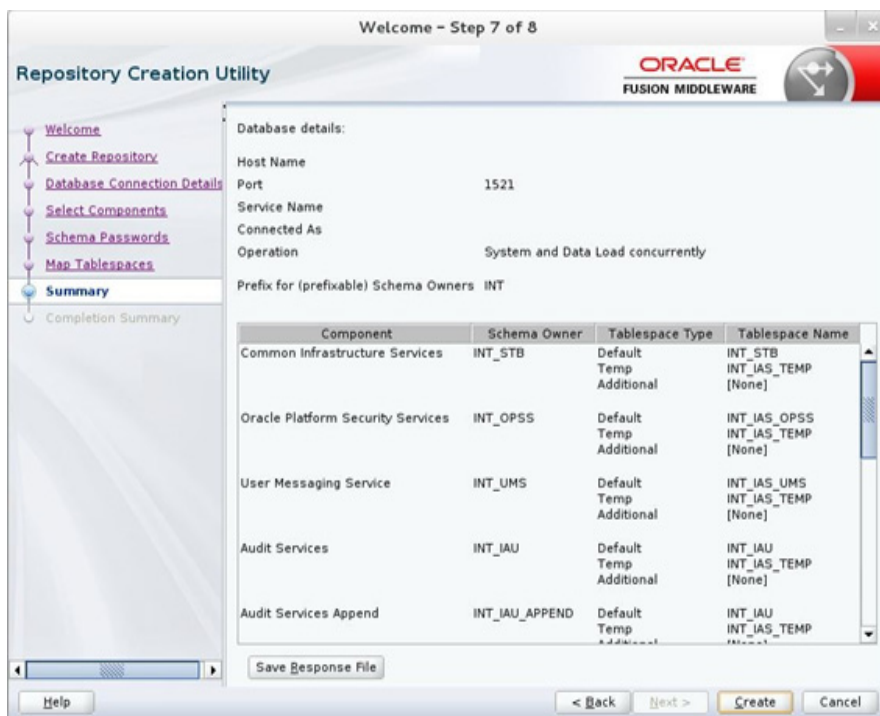 Welcome - Step 7 of 8
Repository Creation Utility
ORACLE
FUSION MIDDLEWARE
Welcome
Create Repository
Database Connection Details
Select Components
Schema Passwords
Map Tablespaces
Summary
Completion Summary
Database details:
Host Name
Port 1521
Service Name
Connected As
Operation System and Data Load concurrently
Prefix for (prefixable) Schema Owners INT
Component Schema Owner Tablespace Type Tablespace Name
Common Infrastructure Services INT_STB Default INT_STB
Temp INT_IAS_TEMP
Additional [None]
Oracle Platform Security Services INT_OPSS Default INT_IAS_OPSS
Temp INT_IAS_TEMP
Additional [None]
User Messaging Service INT_UMS Default INT_IAS_UMS
Temp INT_IAS_TEMP
Additional [None]
Audit Services INT_IAU Default INT_IAU
Temp INT_IAS_TEMP
Additional [None]
Audit Services Append INT_IAU_APPEND Default INT_IAU
Temp INT_IAS_TEMP
Save Response File
Help < Back Next > Create Cancel